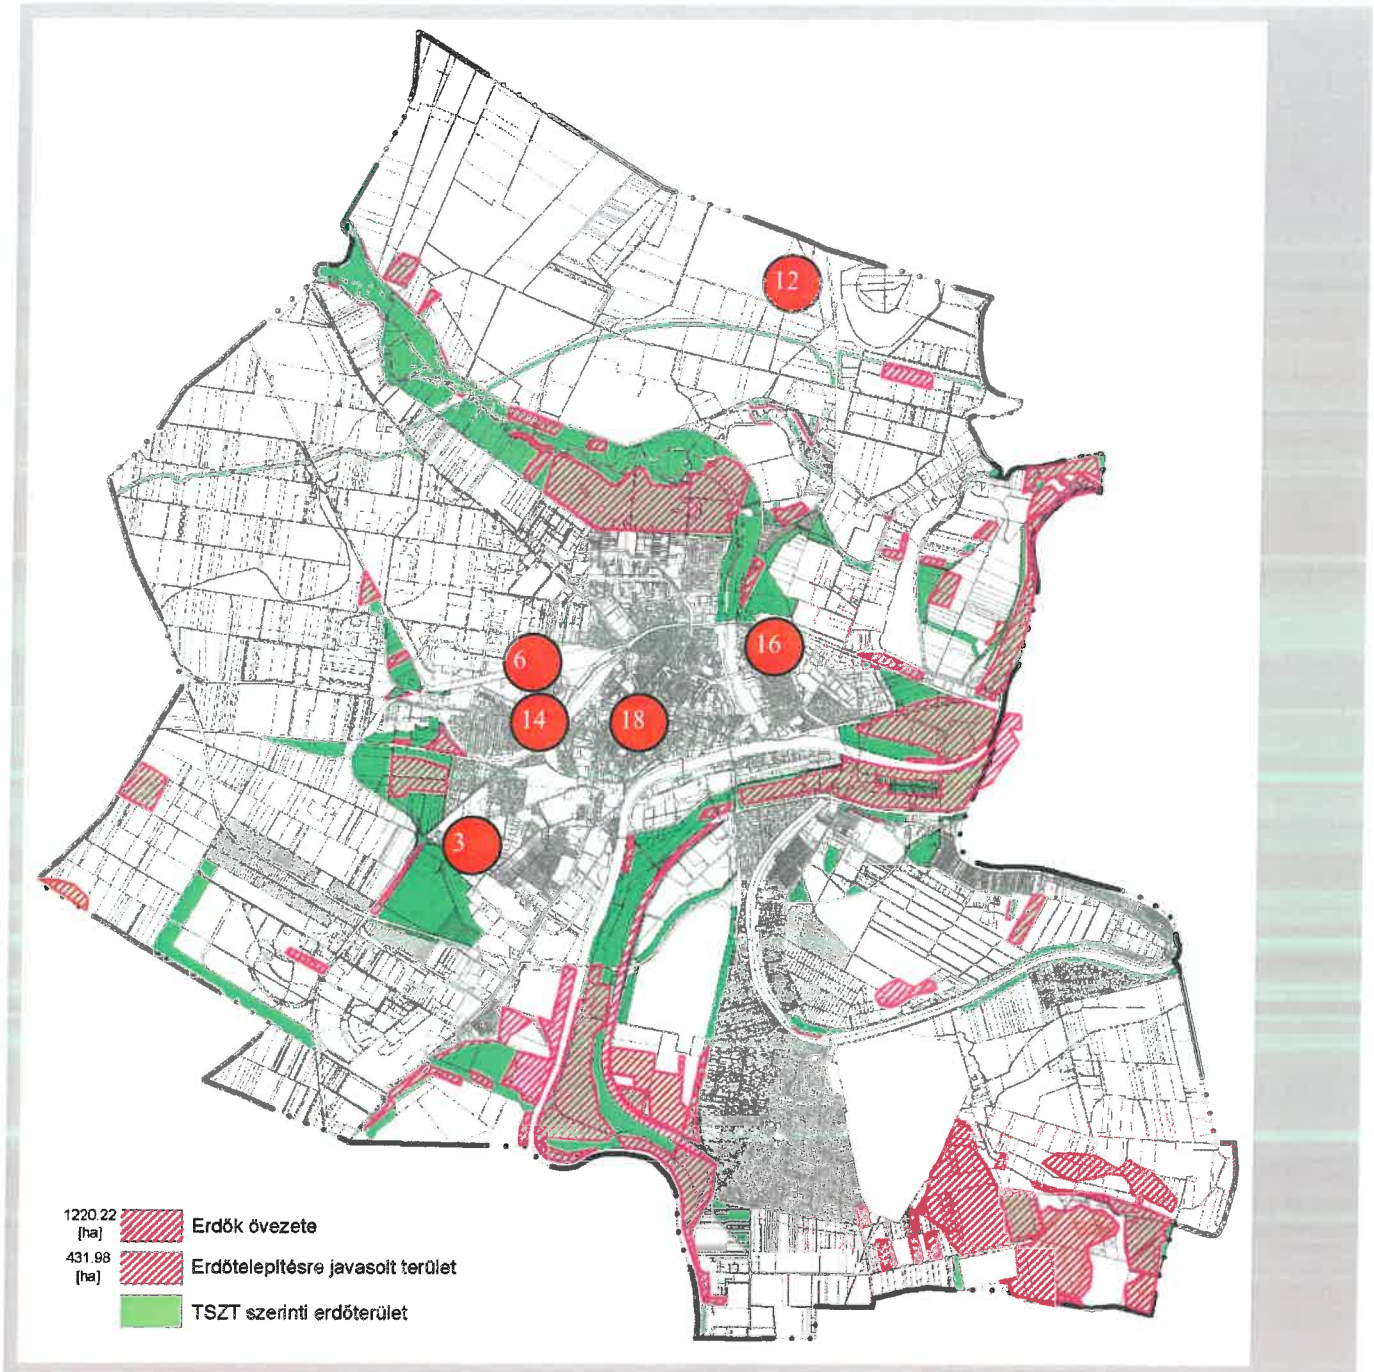 12
16
6
14
18
3
1220.22
[ha]
Erdők övezete
431.98
[ha]
Erdőtelepítésre javasolt terület
TSZT szerinti erdőterület